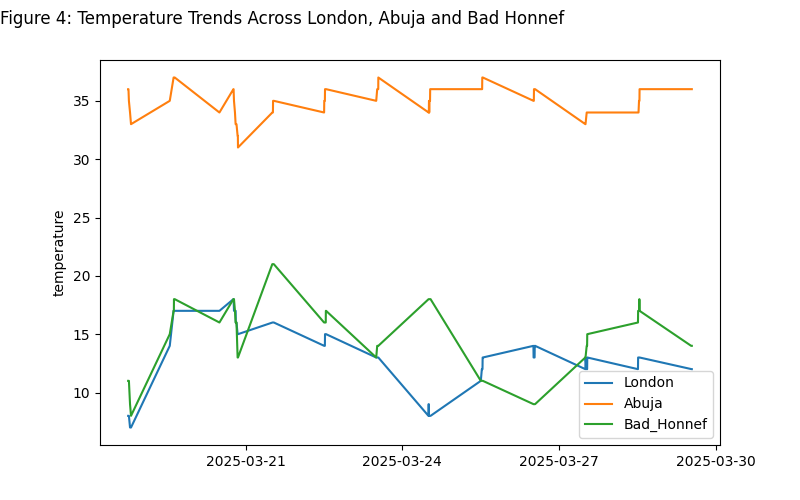 Figure 4: Temperature Trends Across London, Abuja and Bad Honnef
temperature
35
30
25
20
15
10
2025-03-21
2025-03-24
2025-03-27
2025-03-30
London
Abuja
Bad_Honnef